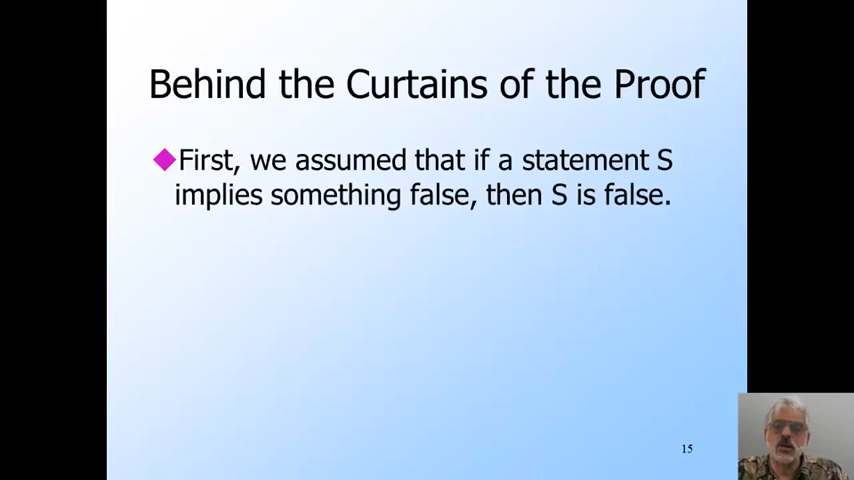 Behind the Curtains of the Proof
First, we assumed that if a statement S
implies something false, then S is false.
15